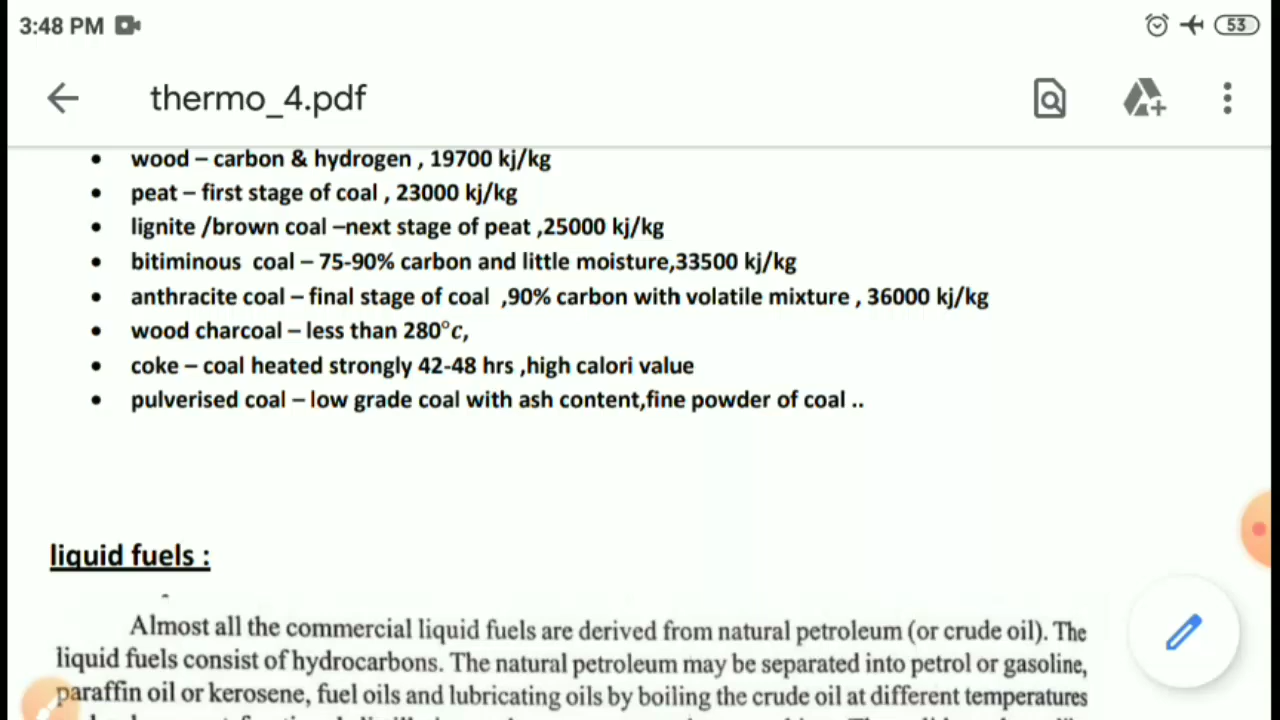 3:48 PM
53
thermo_4.pdf
• wood – carbon & hydrogen , 19700 kj/kg
• peat – first stage of coal , 23000 kj/kg
• lignite /brown coal –next stage of peat ,25000 kj/kg
• bitiminous coal – 75-90% carbon and little moisture,33500 kj/kg
• anthracite coal – final stage of coal ,90% carbon with volatile mixture , 36000 kj/kg
• wood charcoal – less than 280°c,
• coke – coal heated strongly 42-48 hrs ,high calori value
• pulverised coal – low grade coal with ash content,fine powder of coal ..
liquid fuels :
Almost all the commercial liquid fuels are derived from natural petroleum (or crude oil). The
liquid fuels consist of hydrocarbons. The natural petroleum may be separated into petrol or gasoline,
paraffin oil or kerosene, fuel oils and lubricating oils by boiling the crude oil at different temperatures